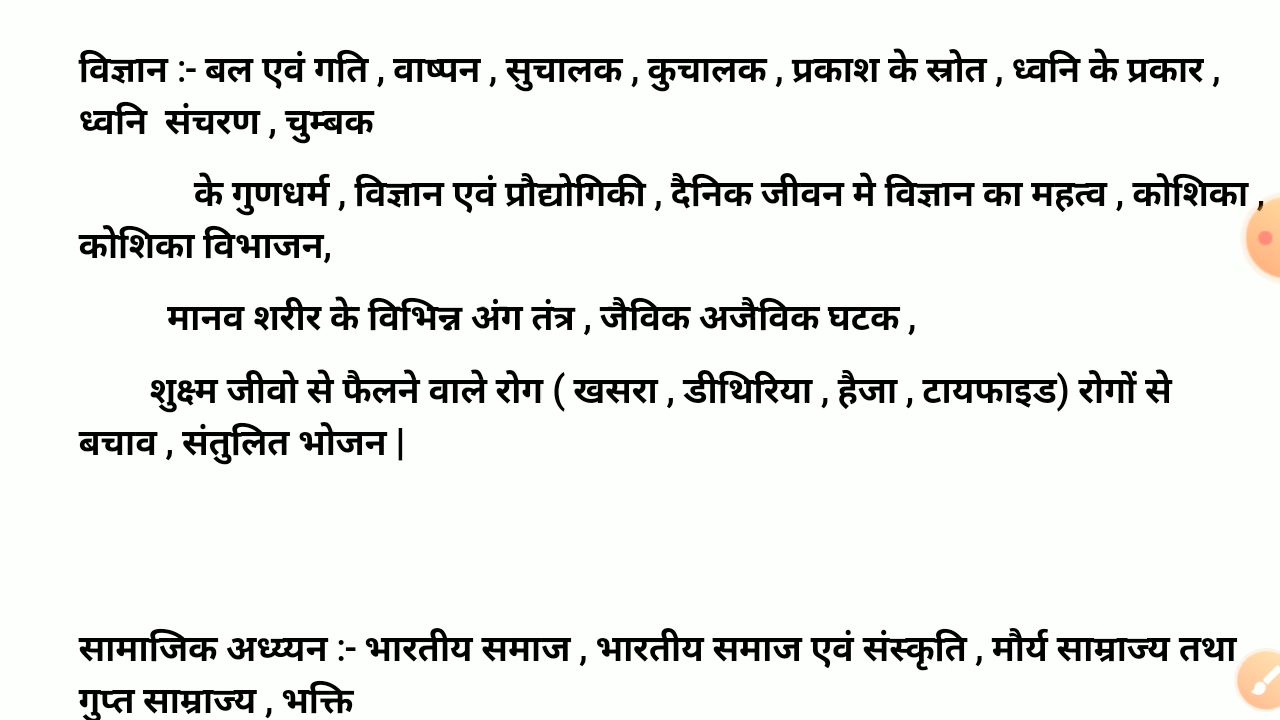 विज्ञान :- बल एवं गति , वाष्पन , सुचालक , कुचालक , प्रकाश के स्रोत , ध्वनि के प्रकार ,
ध्वनि संचरण , चुम्बक
के गुणधर्म , विज्ञान एवं प्रौद्योगिकी , दैनिक जीवन मे विज्ञान का महत्व , कोशिका ,
कोशिका विभाजन,
मानव शरीर के विभिन्न अंग तंत्र , जैविक अजैविक घटक ,
शुक्ष्म जीवो से फैलने वाले रोग ( खसरा , डीथिरिया , हैजा , टायफाइड) रोगों से
बचाव , संतुलित भोजन |
सामाजिक अध्य्यन :- भारतीय समाज , भारतीय समाज एवं संस्कृति , मौर्य साम्राज्य तथा
गुप्त साम्राज्य , भक्ति